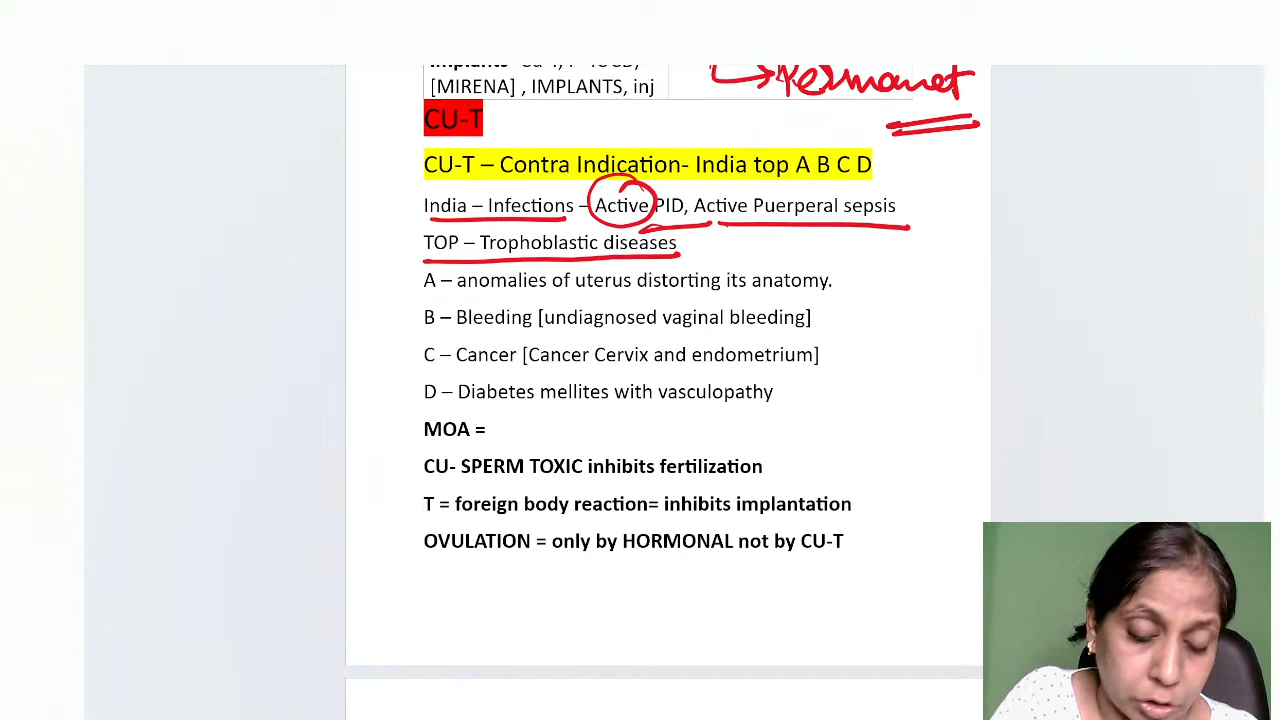 [MIRENA] , IMPLANTS, inj
Permanet
CU-T
CU-T – Contra Indication- India top A B C D
India – Infections – Active PID, Active Puerperal sepsis
TOP – Trophoblastic diseases
A – anomalies of uterus distorting its anatomy.
B – Bleeding [undiagnosed vaginal bleeding]
C – Cancer [Cancer Cervix and endometrium]
D – Diabetes mellites with vasculopathy
MOA =
CU- SPERM TOXIC inhibits fertilization
T = foreign body reaction= inhibits implantation
OVULATION = only by HORMONAL not by CU-T